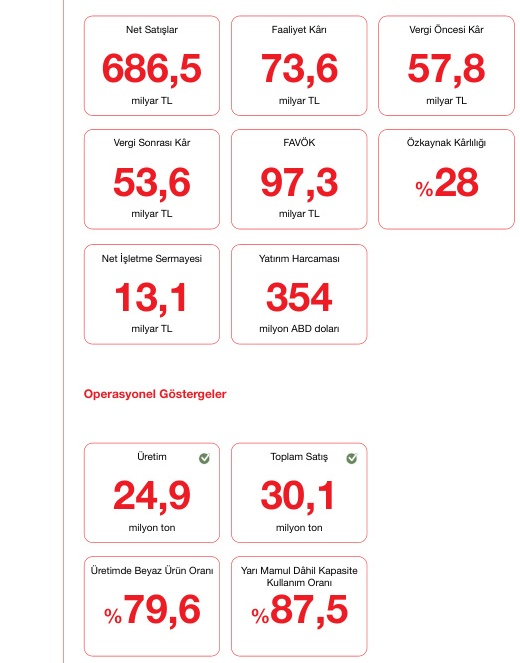 Net Satışlar
686,5
milyar TL
Faaliyet Kârı
73,6
milyar TL
Vergi Öncesi Kâr
57,8
milyar TL
Vergi Sonrası Kâr
53,6
milyar TL
FAVÖK
97,3
milyar TL
Özkaynak Kârlılığı
%28
Net İşletme Sermayesi
13,1
milyar TL
Yatırım Harcaması
354
milyon ABD doları
Operasyonel Göstergeler
Üretim
24,9
milyon ton
Toplam Satış
30,1
milyon ton
Üretimde Beyaz Ürün Oranı
%79,6
Yarı Mamul Dâhil Kapasite
Kullanım Oranı
%87,5